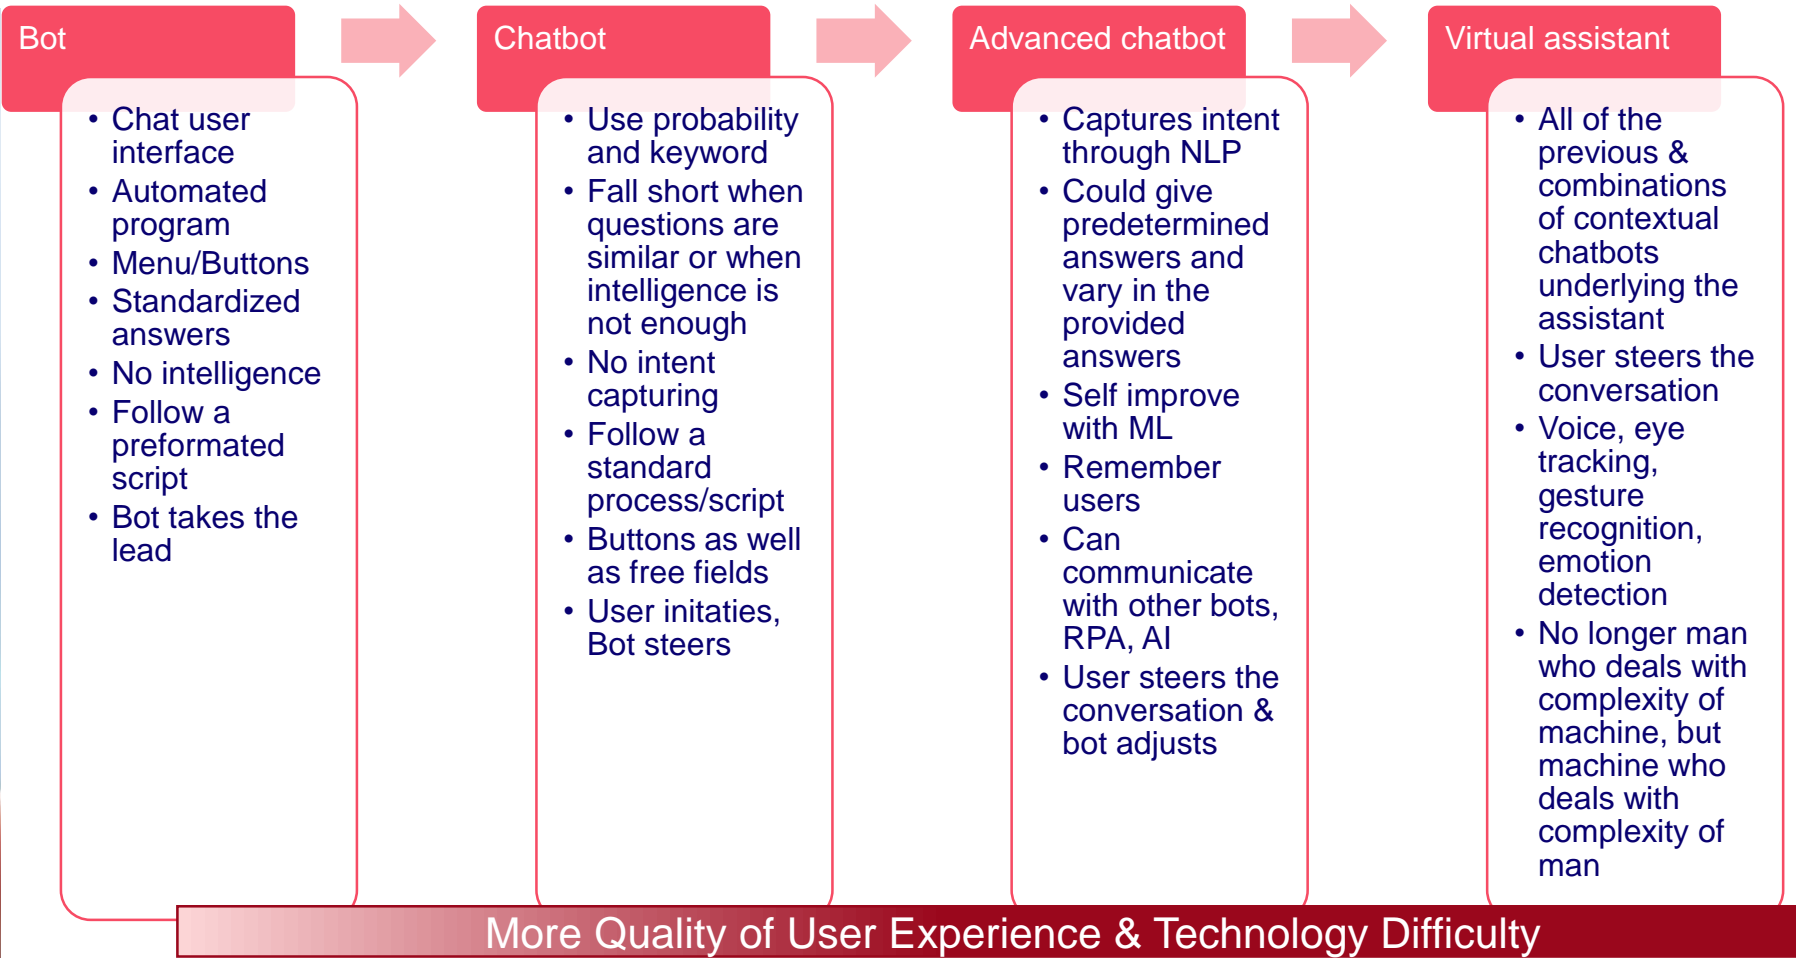 Bot
• Chat user
interface
• Automated
program
• Menu/Buttons
• Standardized
answers
• No intelligence
• Follow a
preformated
script
• Bot takes the
lead
Chatbot
• Use probability
and keyword
• Fall short when
questions are
similar or when
intelligence is
not enough
• No intent
capturing
• Follow a
standard
process/script
• Buttons as well
as free fields
• User initaties,
Bot steers
Advanced chatbot
• Captures intent
through NLP
• Could give
predetermined
answers and
vary in the
provided
answers
• Self improve
with ML
• Remember
users
• Can
communicate
with other bots,
RPA, AI
• User steers the
conversation &
bot adjusts
Virtual assistant
• All of the
previous &
combinations
of contextual
chatbots
underlying the
assistant
• User steers the
conversation
• Voice, eye
tracking,
gesture
recognition,
emotion
detection
• No longer man
who deals with
complexity of
machine, but
machine who
deals with
complexity of
man
More Quality of User Experience & Technology Difficulty